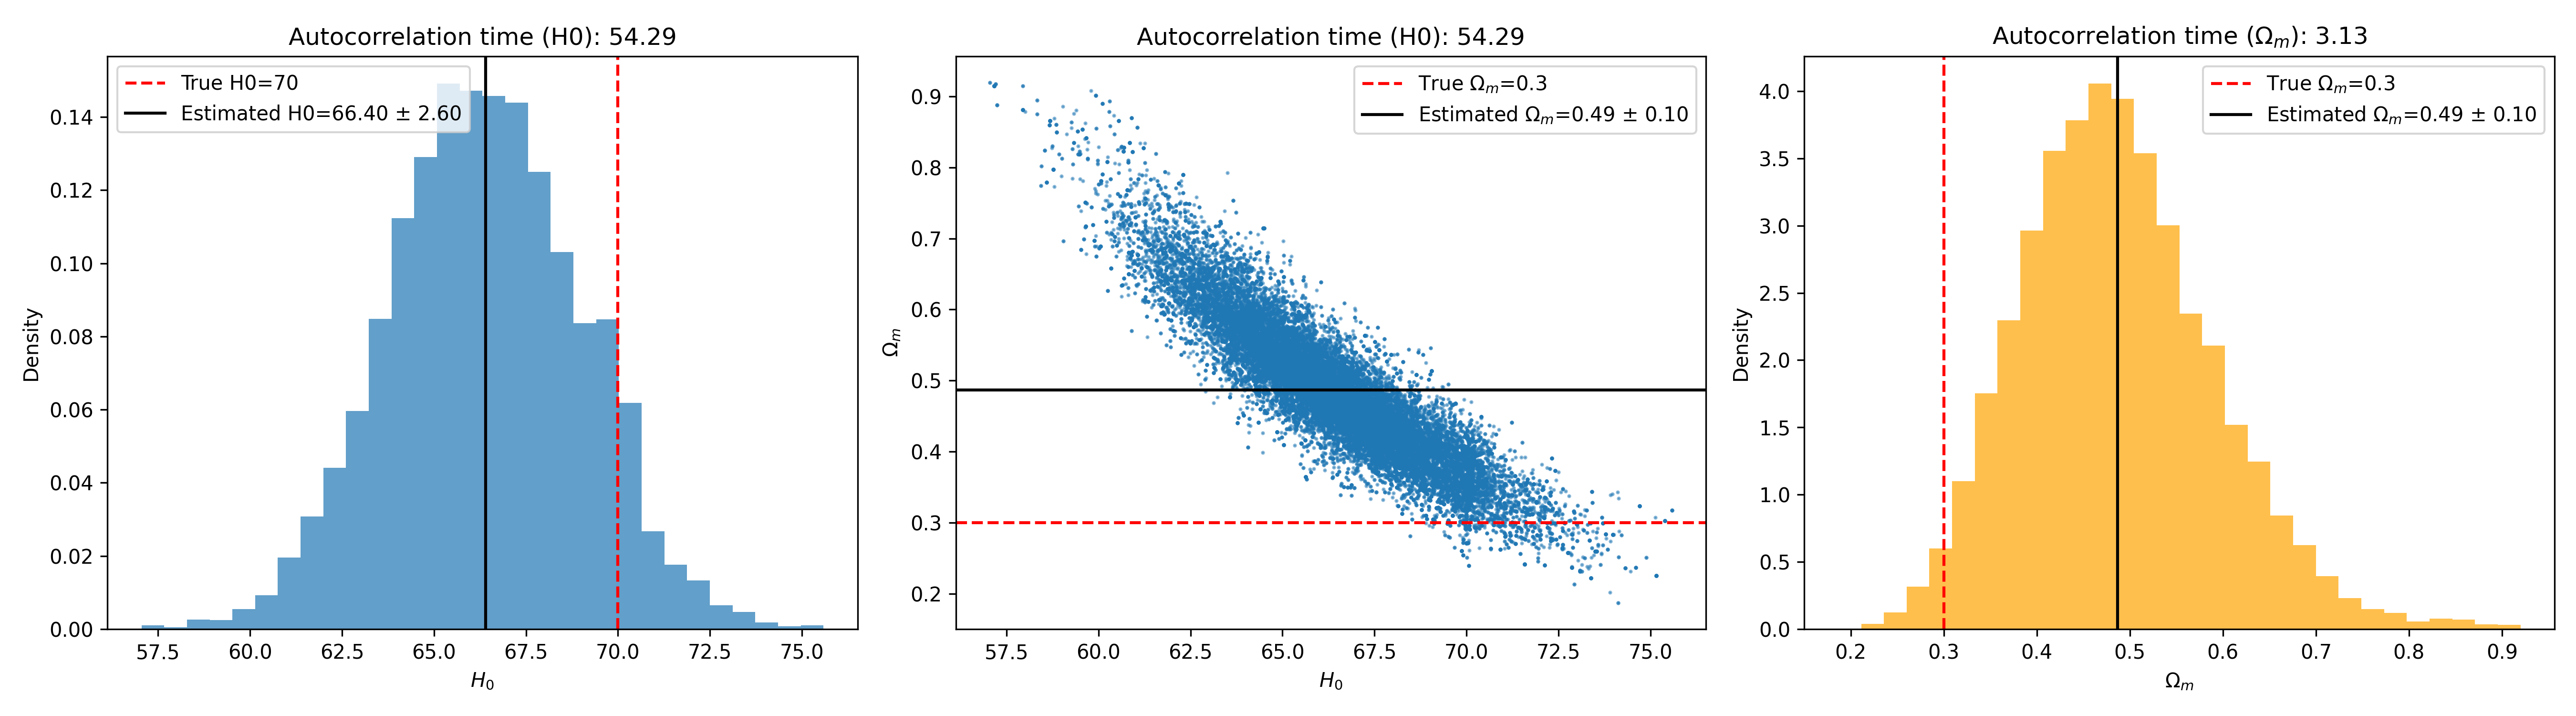 Autocorrelation time (H0): 54.29
True H0=70
Estimated H0=66.40 ± 2.60
Density
0.14
0.12
0.10
0.08
0.06
0.04
0.02
0.00
57.5 60.0 62.5 65.0 67.5 70.0 72.5 75.0
H₀
Autocorrelation time (H0): 54.29
True Ωₘ=0.3
Estimated Ωₘ=0.49 ± 0.10
Ωₘ
0.9
0.8
0.7
0.6
0.5
0.4
0.3
0.2
57.5 60.0 62.5 65.0 67.5 70.0 72.5 75.0
H₀
Autocorrelation time (Ωₘ): 3.13
True Ωₘ=0.3
Estimated Ωₘ=0.49 ± 0.10
Density
4.0
3.5
3.0
2.5
2.0
1.5
1.0
0.5
0.0
0.2 0.3 0.4 0.5 0.6 0.7 0.8 0.9
Ωₘ